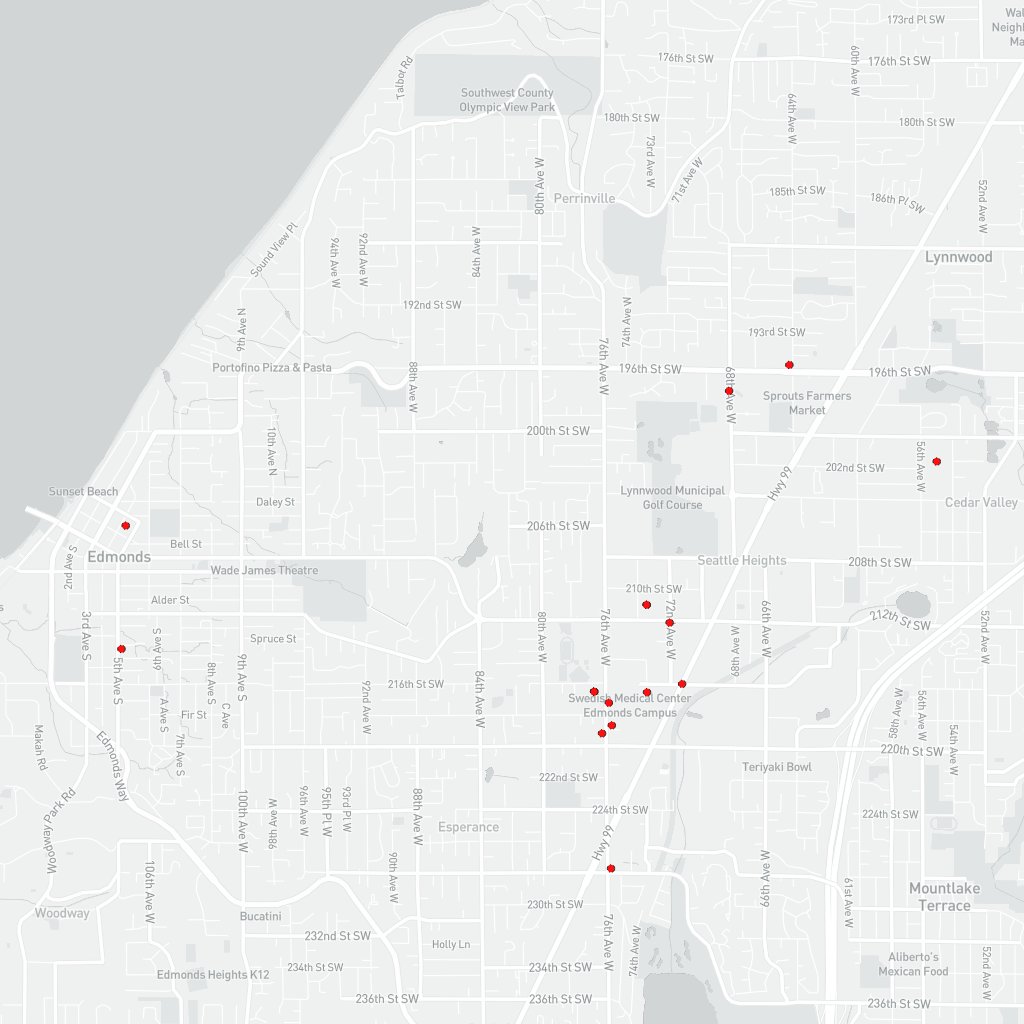 173rd Pl SW
Wal
Neighb
Ma
176th St SW
60th Ave W
176th St SW
Talbot Rd
Southwest County
Olympic View Park
64th Ave W
180th St SW
180th St SW
73rd Ave W
80th Ave W
71st Ave W
Perrinville
185th St SW
186th Pl SW
52nd Ave W
Sound View Pl
94th Ave W
92nd Ave W
84th Ave W
Lynnwood
192nd St SW
9th Ave N
74th Ave W
193rd St SW
76th Ave W
Portofino Pizza & Pasta
88th Ave W
196th St SW
68th Ave W
196th St SW
Sprouts Farmers
Market
10th Ave N
200th St SW
56th Ave W
202nd St SW
Hwy 99
Sunset Beach
Daley St
Lynnwood Municipal
Golf Course
Cedar Valley
206th St SW
Bell St
Edmonds
2nd Ave S
Wade James Theatre
Seattle Heights
208th St SW
210th St SW
Alder St
212th St SW
3rd Ave S
Spruce St
80th Ave W
76th Ave W
72nd Ave W
68th Ave W
66th Ave W
52nd Ave W
5th Ave S
6th Ave S
8th Ave S
9th Ave S
216th St SW
92nd Ave W
84th Ave W
Swedish Medical Center
Edmonds Campus
A Ave S
Fir St
C Ave
58th Ave W
56th Ave W
54th Ave W
Makah Rd
Edmonds Way
7th Ave S
220th St SW
Teriyaki Bowl
222nd St SW
Woodway Park Rd
100th Ave W
98th Ave W
96th Ave W
95th Pl W
93rd Pl W
88th Ave W
224th St SW
224th St SW
Esperance
Hwy 99
106th Ave W
90th Ave W
66th Ave W
61st Ave W
Mountlake
Terrace
Woodway
Bucatini
230th St SW
76th Ave W
74th Ave W
232nd St SW
Holly Ln
52nd Ave W
Aliberto's
Mexican Food
Edmonds Heights K12
234th St SW
234th St SW
236th St SW
236th St SW
236th St SW